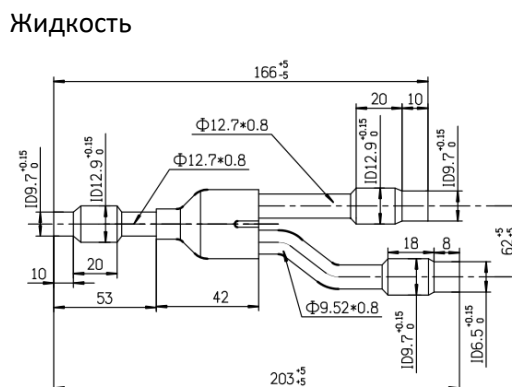 Жидкость
166 +5 -5
20 10
Φ12.7*0.8
Φ12.7*0.8
ID9.7 +0.15 0
ID12.9 +0.15 0
ID12.9 +0.15 0
ID9.7 +0.15 0
62 +5 -5
10 20
18 8
53 42
Φ9.52*0.8
ID9.7 +0.15 0
ID6.5 +0.15 0
203 +5 +5